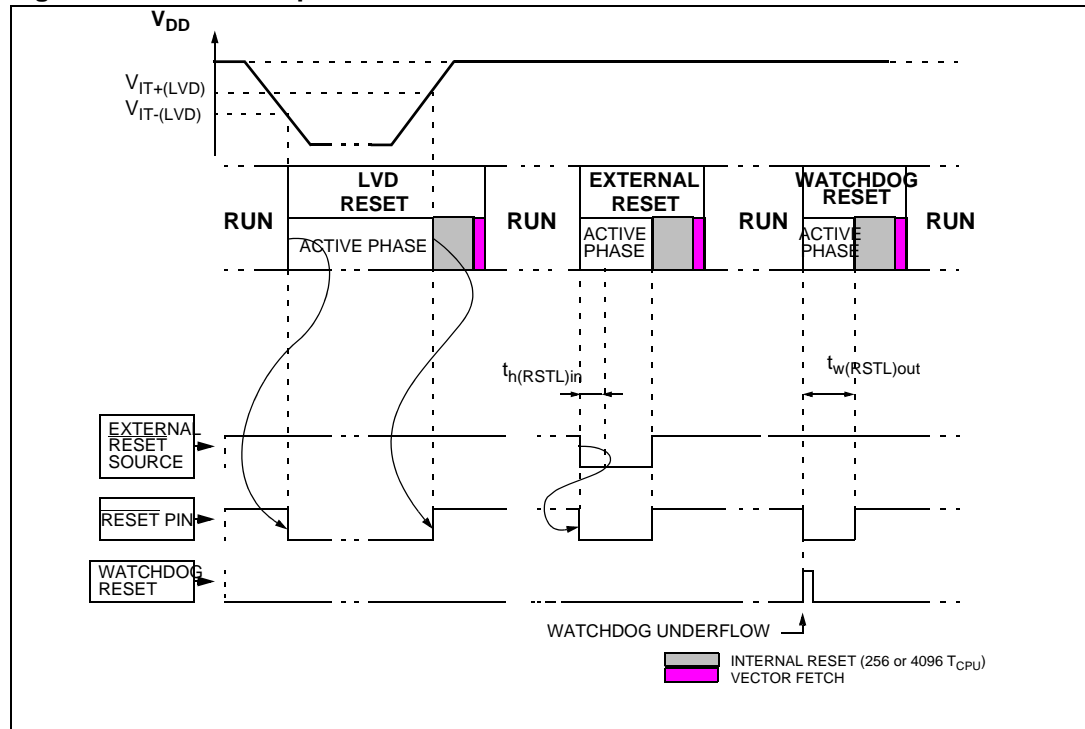 VDD
VIT+(LVD)
VIT-(LVD)
LVD
RESET
EXTERNAL
RESET
WATCHDOG
RESET
RUN
RUN
RUN
RUN
ACTIVE PHASE
ACTIVE
PHASE
ACTIVE
PHASE
th(RSTL)in
tw(RSTL)out
EXTERNAL
RESET
SOURCE
RESET PIN
WATCHDOG
RESET
WATCHDOG UNDERFLOW
INTERNAL RESET (256 or 4096 TCPU)
VECTOR FETCH